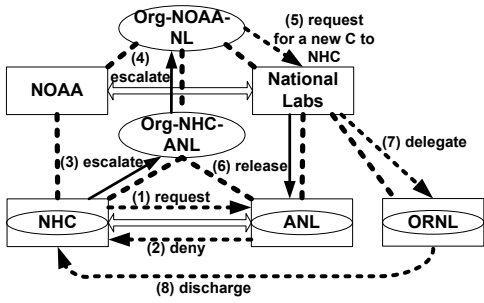 Org-NOAA-
NL
(5) request
for a new C to
NHC
(4)
escalate
NOAA
National
Labs
Org-NHC-
ANL
(7) delegate
(3) escalate
(6) release
(1) request
NHC
ANL
ORNL
(2) deny
(8) discharge